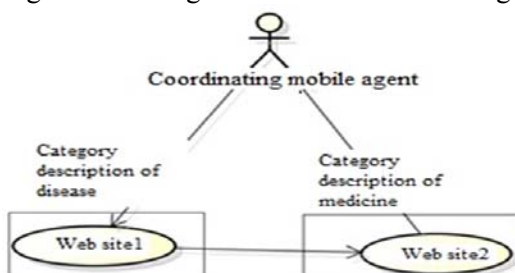 Coordinating mobile agent
Category
description of
disease
Category
description of
medicine
Web site1
Web site2